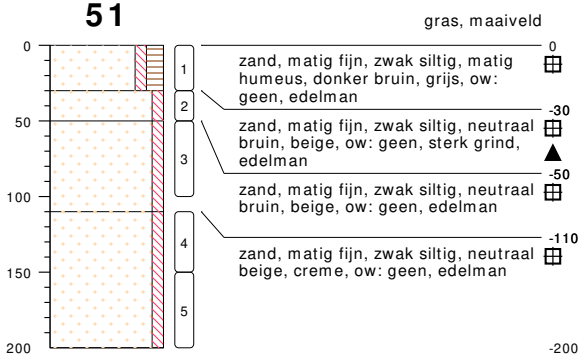 51
gras, maaiveld
0
0
zand, matig fijn, zwak siltig, matig
humeus, donker bruin, grijs, ow:
geen, edelman
1
-30
2
zand, matig fijn, zwak siltig, neutraal
bruin, beige, ow: geen, sterk grind,
edelman
50
3
-50
zand, matig fijn, zwak siltig, neutraal
bruin, beige, ow: geen, edelman
100
-110
4
zand, matig fijn, zwak siltig, neutraal
beige, creme, ow: geen, edelman
150
5
200
-200